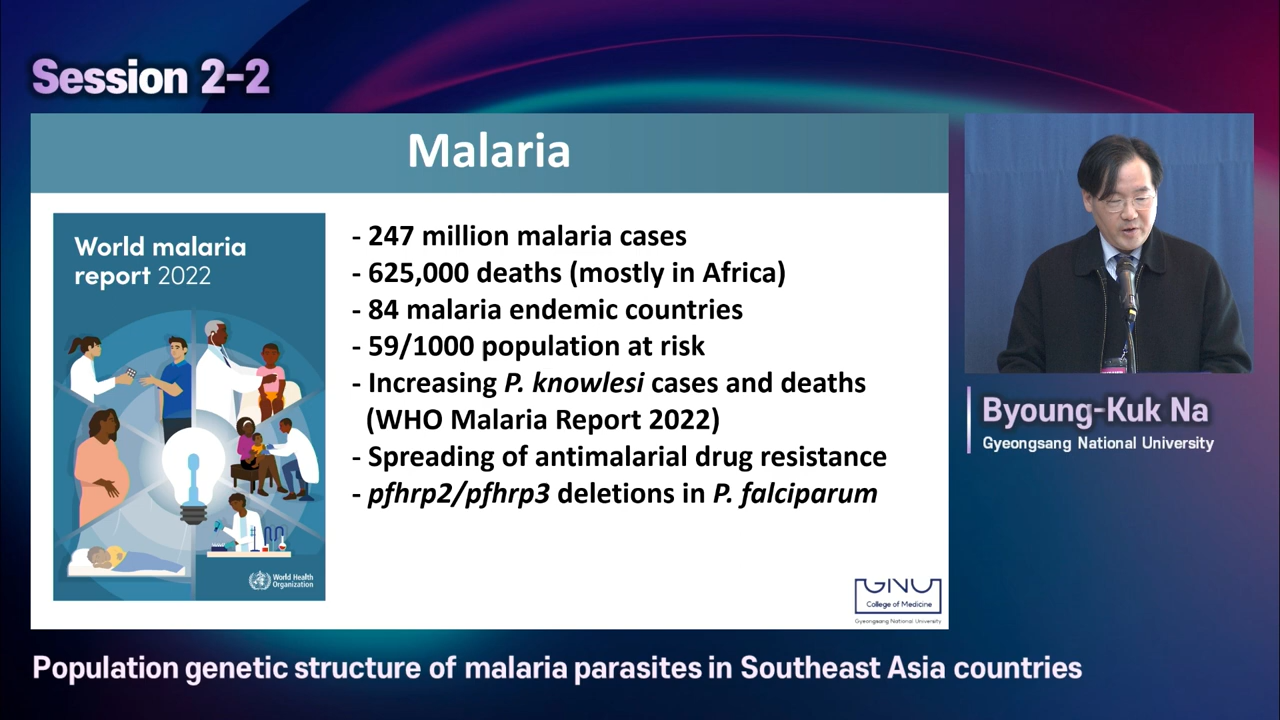 Session 2-2
Malaria
World malaria
report 2022
- 247 million malaria cases
- 625,000 deaths (mostly in Africa)
- 84 malaria endemic countries
- 59/1000 population at risk
- Increasing P. knowlesi cases and deaths
(WHO Malaria Report 2022)
- Spreading of antimalarial drug resistance
- pfhrp2/pfhrp3 deletions in P. falciparum
World Health
Organization
GNU
College of Medicine
Gyeongsang National University
Byoung-Kuk Na
Gyeongsang National University
Population genetic structure of malaria parasites in Southeast Asia countries